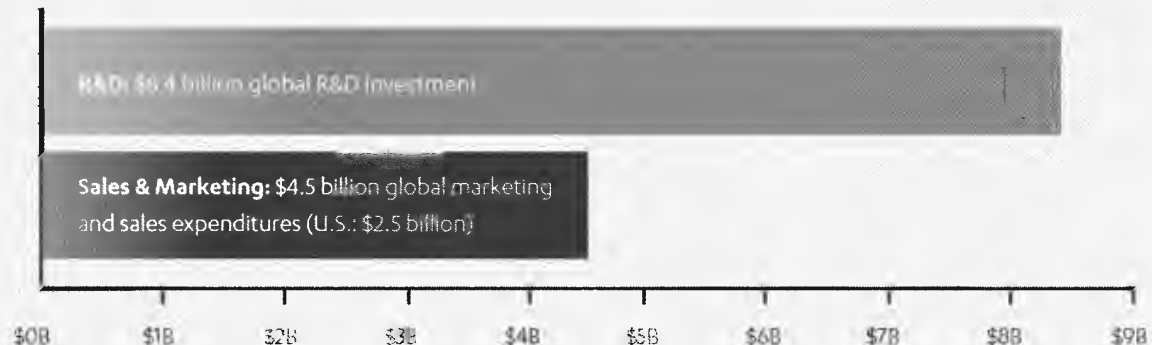 R&D: $8.4 billion global R&D investment
Sales & Marketing: $4.5 billion global marketing
and sales expenditures (U.S.: $2.5 billion)
$0B $1B $2B $3B $4B $5B $6B $7B $8B $9B